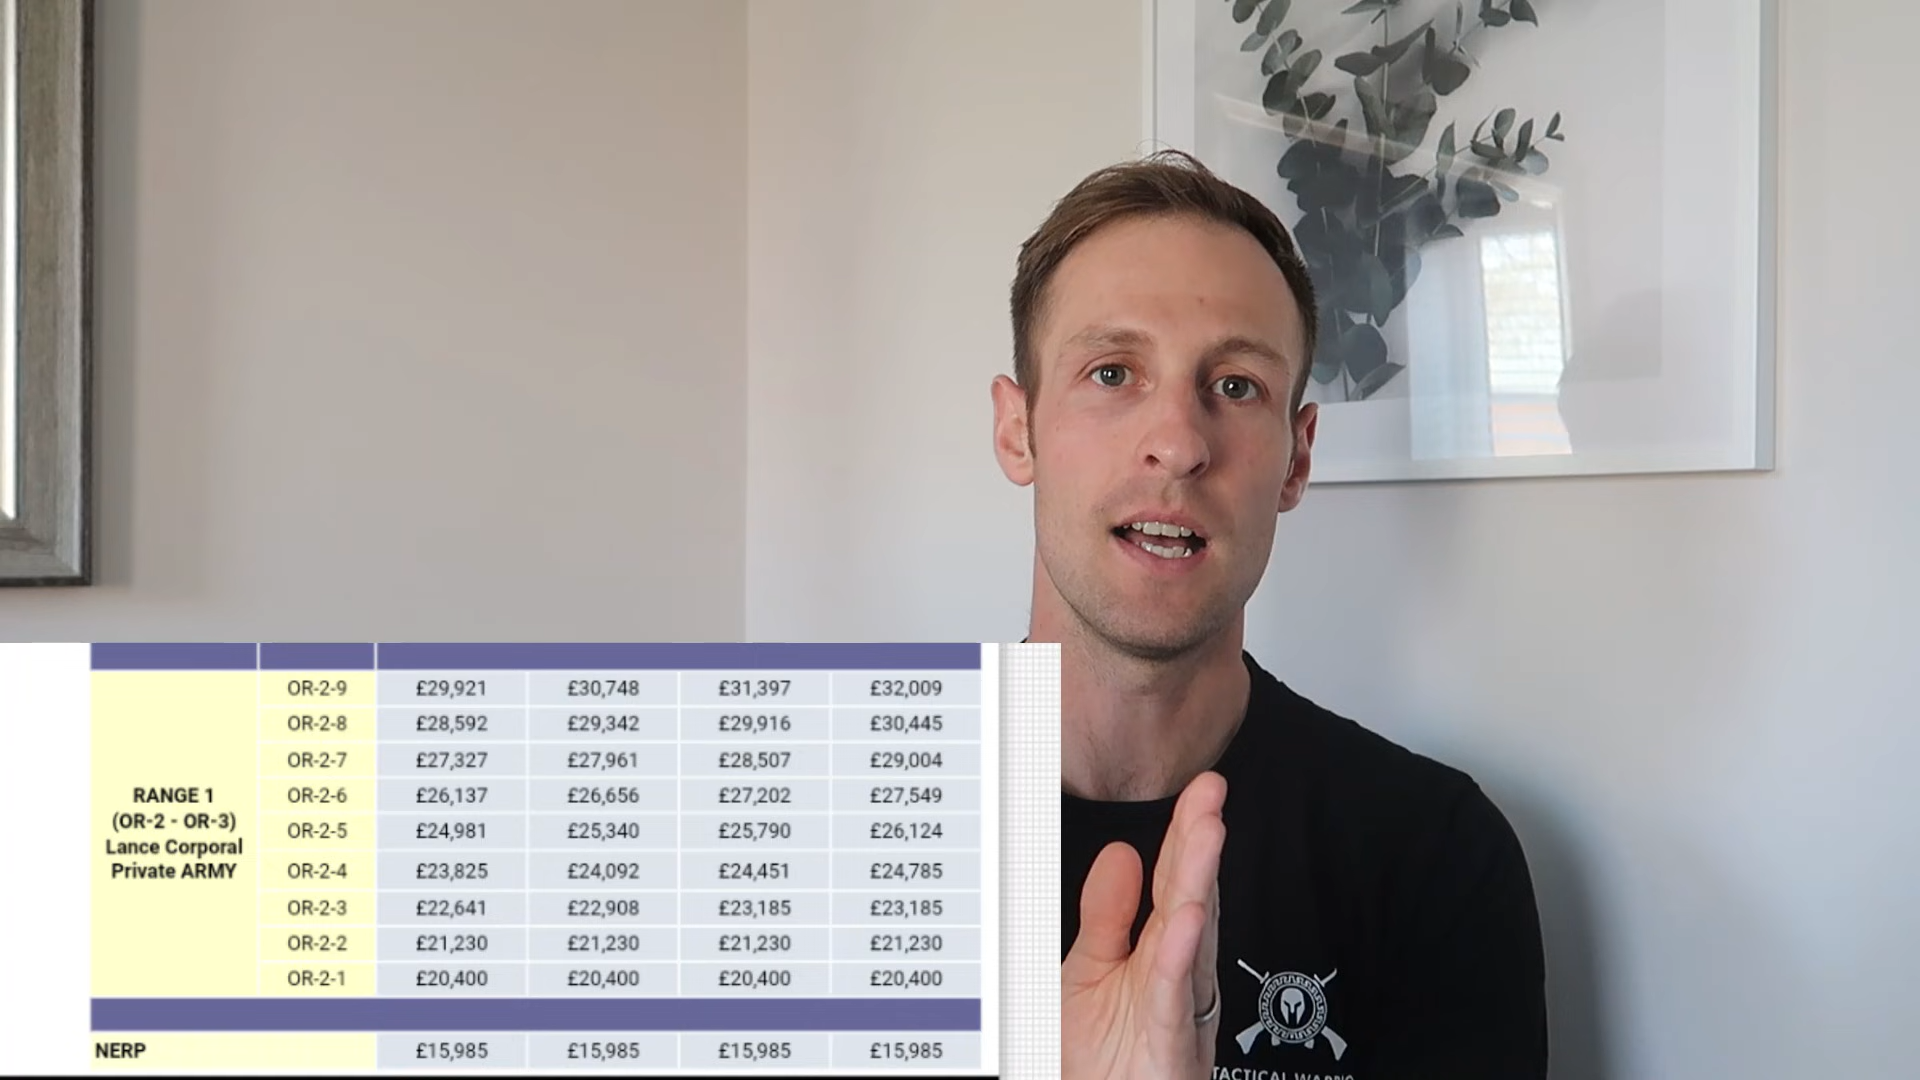 OR-2-9 £29,921 £30,748 £31,397 £32,009
OR-2-8 £28,592 £29,342 £29,916 £30,445
OR-2-7 £27,327 £27,961 £28,507 £29,004
RANGE 1
(OR-2 - OR-3)
Lance Corporal
Private ARMY
OR-2-6 £26,137 £26,656 £27,202 £27,549
OR-2-5 £24,981 £25,340 £25,790 £26,124
OR-2-4 £23,825 £24,092 £24,451 £24,785
OR-2-3 £22,641 £22,908 £23,185 £23,185
OR-2-2 £21,230 £21,230 £21,230 £21,230
OR-2-1 £20,400 £20,400 £20,400 £20,400
NERP £15,985 £15,985 £15,985 £15,985
TACTICAL